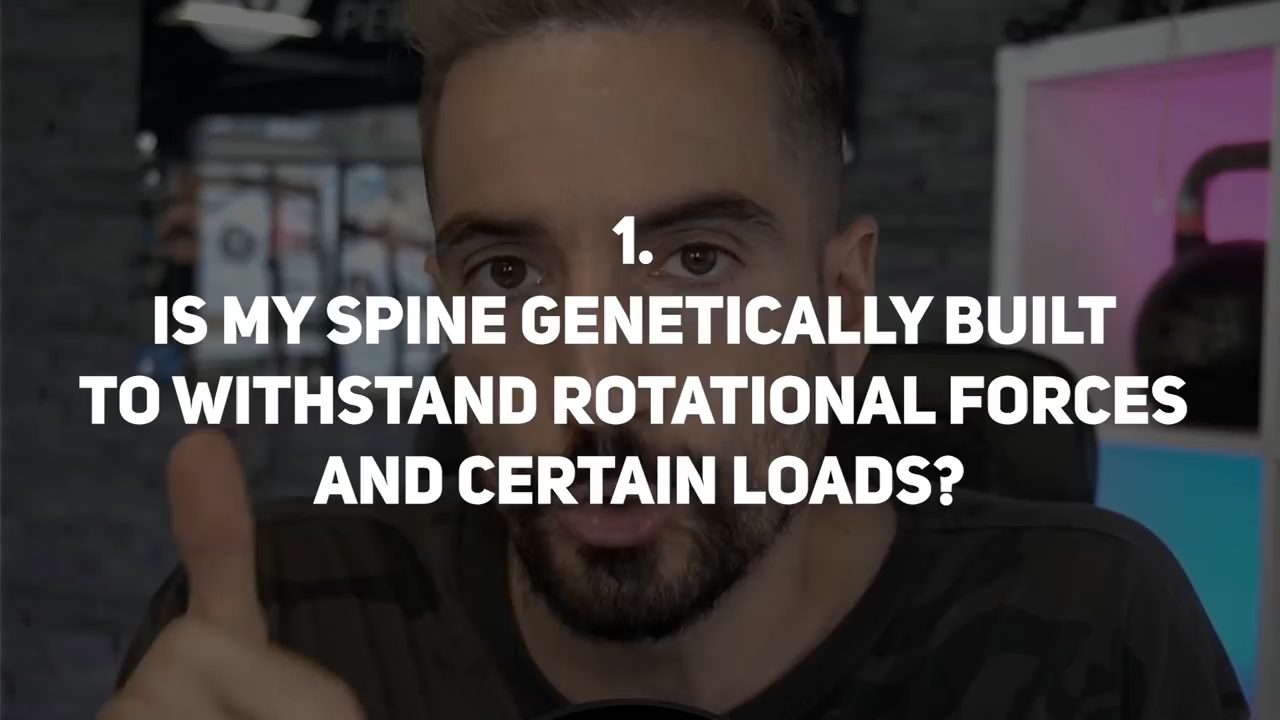 1.
IS MY SPINE GENETICALLY BUILT
TO WITHSTAND ROTATIONAL FORCES
AND CERTAIN LOADS?